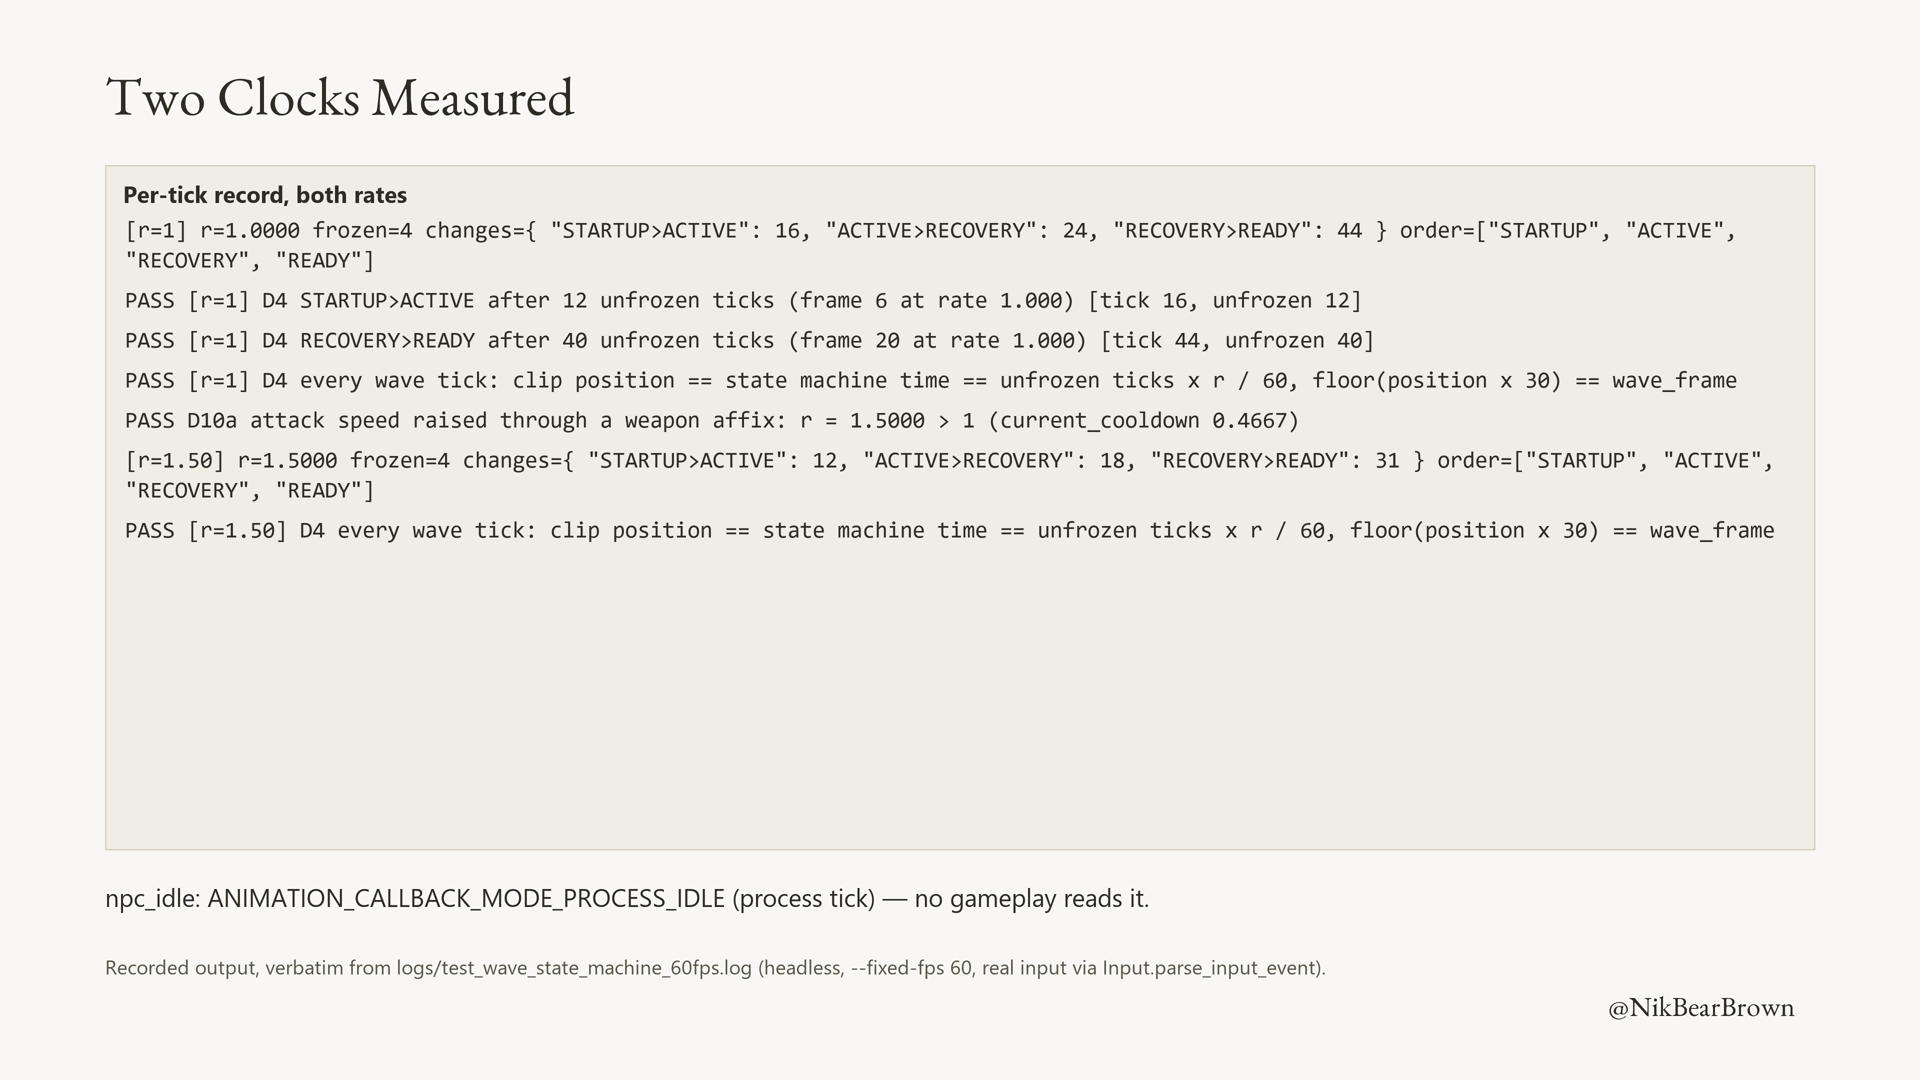 Two Clocks Measured
Per-tick record, both rates
[r=1] r=1.0000 frozen=4 changes={ "STARTUP>ACTIVE": 16, "ACTIVE>RECOVERY": 24, "RECOVERY>READY": 44 } order=["STARTUP", "ACTIVE",
"RECOVERY", "READY"]
PASS [r=1] D4 STARTUP>ACTIVE after 12 unfrozen ticks (frame 6 at rate 1.000) [tick 16, unfrozen 12]
PASS [r=1] D4 RECOVERY>READY after 40 unfrozen ticks (frame 20 at rate 1.000) [tick 44, unfrozen 40]
PASS [r=1] D4 every wave tick: clip position == state machine time == unfrozen ticks x r / 60, floor(position x 30) == wave_frame
PASS D10a attack speed raised through a weapon affix: r = 1.5000 > 1 (current_cooldown 0.4667)
[r=1.50] r=1.5000 frozen=4 changes={ "STARTUP>ACTIVE": 12, "ACTIVE>RECOVERY": 18, "RECOVERY>READY": 31 } order=["STARTUP", "ACTIVE",
"RECOVERY", "READY"]
PASS [r=1.50] D4 every wave tick: clip position == state machine time == unfrozen ticks x r / 60, floor(position x 30) == wave_frame
npc_idle: ANIMATION_CALLBACK_MODE_PROCESS_IDLE (process tick) — no gameplay reads it.
Recorded output, verbatim from logs/test_wave_state_machine_60fps.log (headless, --fixed-fps 60, real input via Input.parse_input_event).
@NikBearBrown